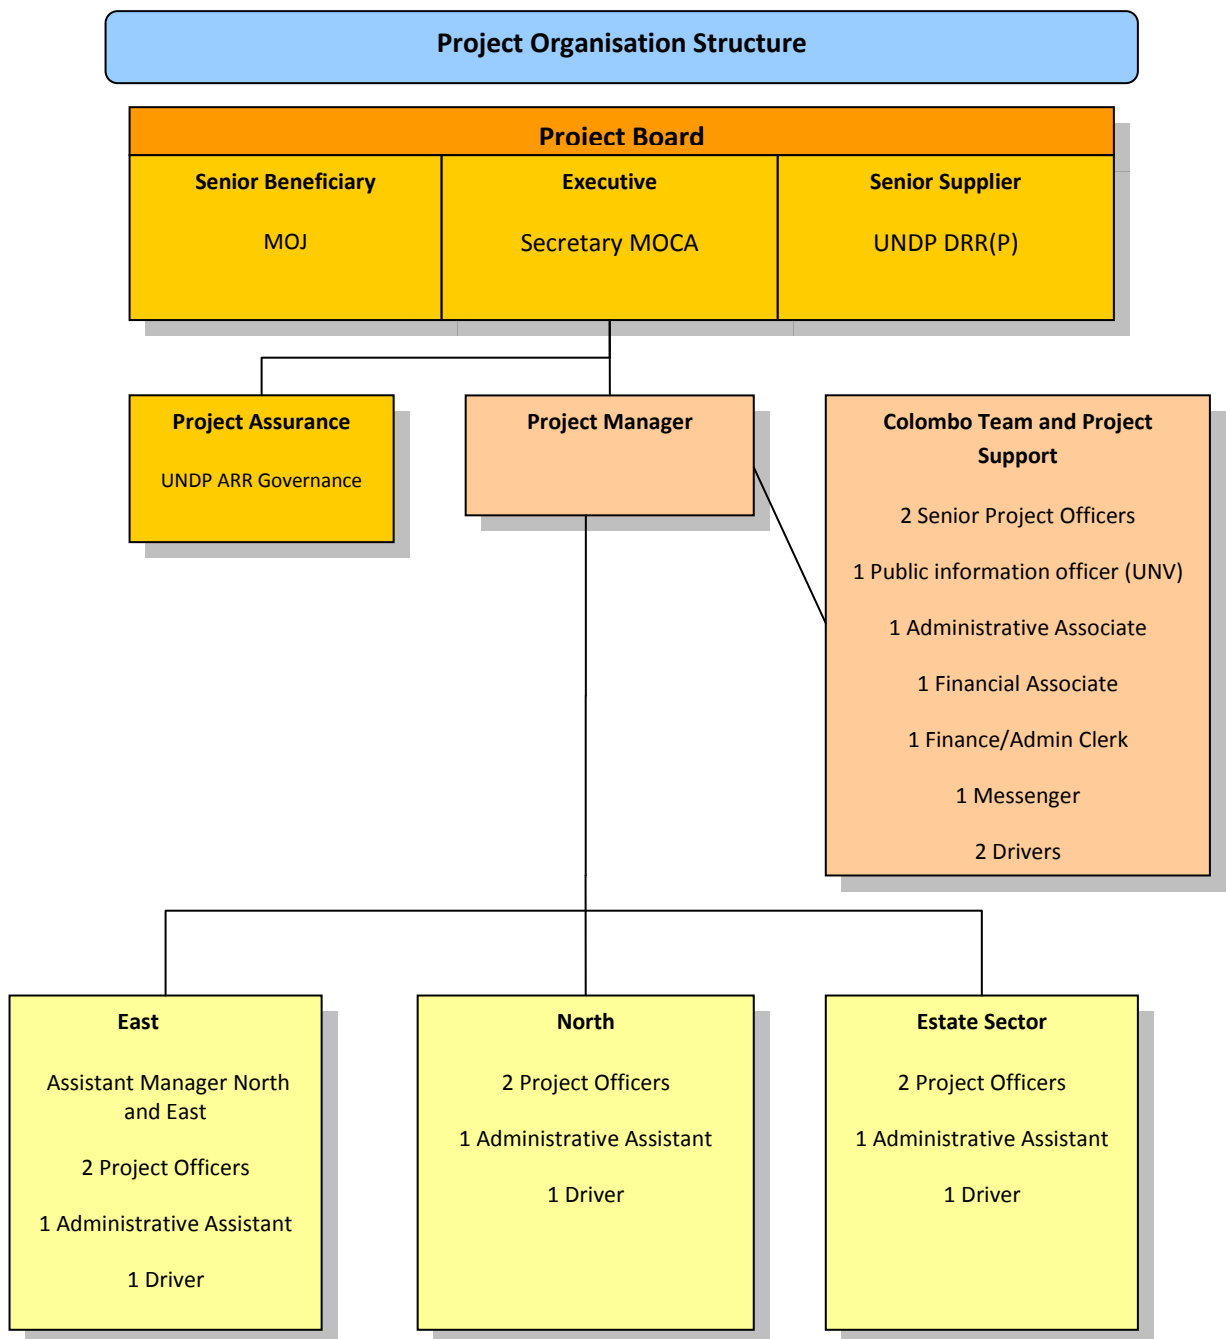 Project Organisation Structure
Project Board
Senior Beneficiary
MOJ
Executive
Secretary MOCA
Senior Supplier
UNDP DRR(P)
Project Assurance
UNDP ARR Governance
Project Manager
Colombo Team and Project
Support
2 Senior Project Officers
1 Public information officer (UNV)
1 Administrative Associate
1 Financial Associate
1 Finance/Admin Clerk
1 Messenger
2 Drivers
East
Assistant Manager North
and East
2 Project Officers
1 Administrative Assistant
1 Driver
North
2 Project Officers
1 Administrative Assistant
1 Driver
Estate Sector
2 Project Officers
1 Administrative Assistant
1 Driver